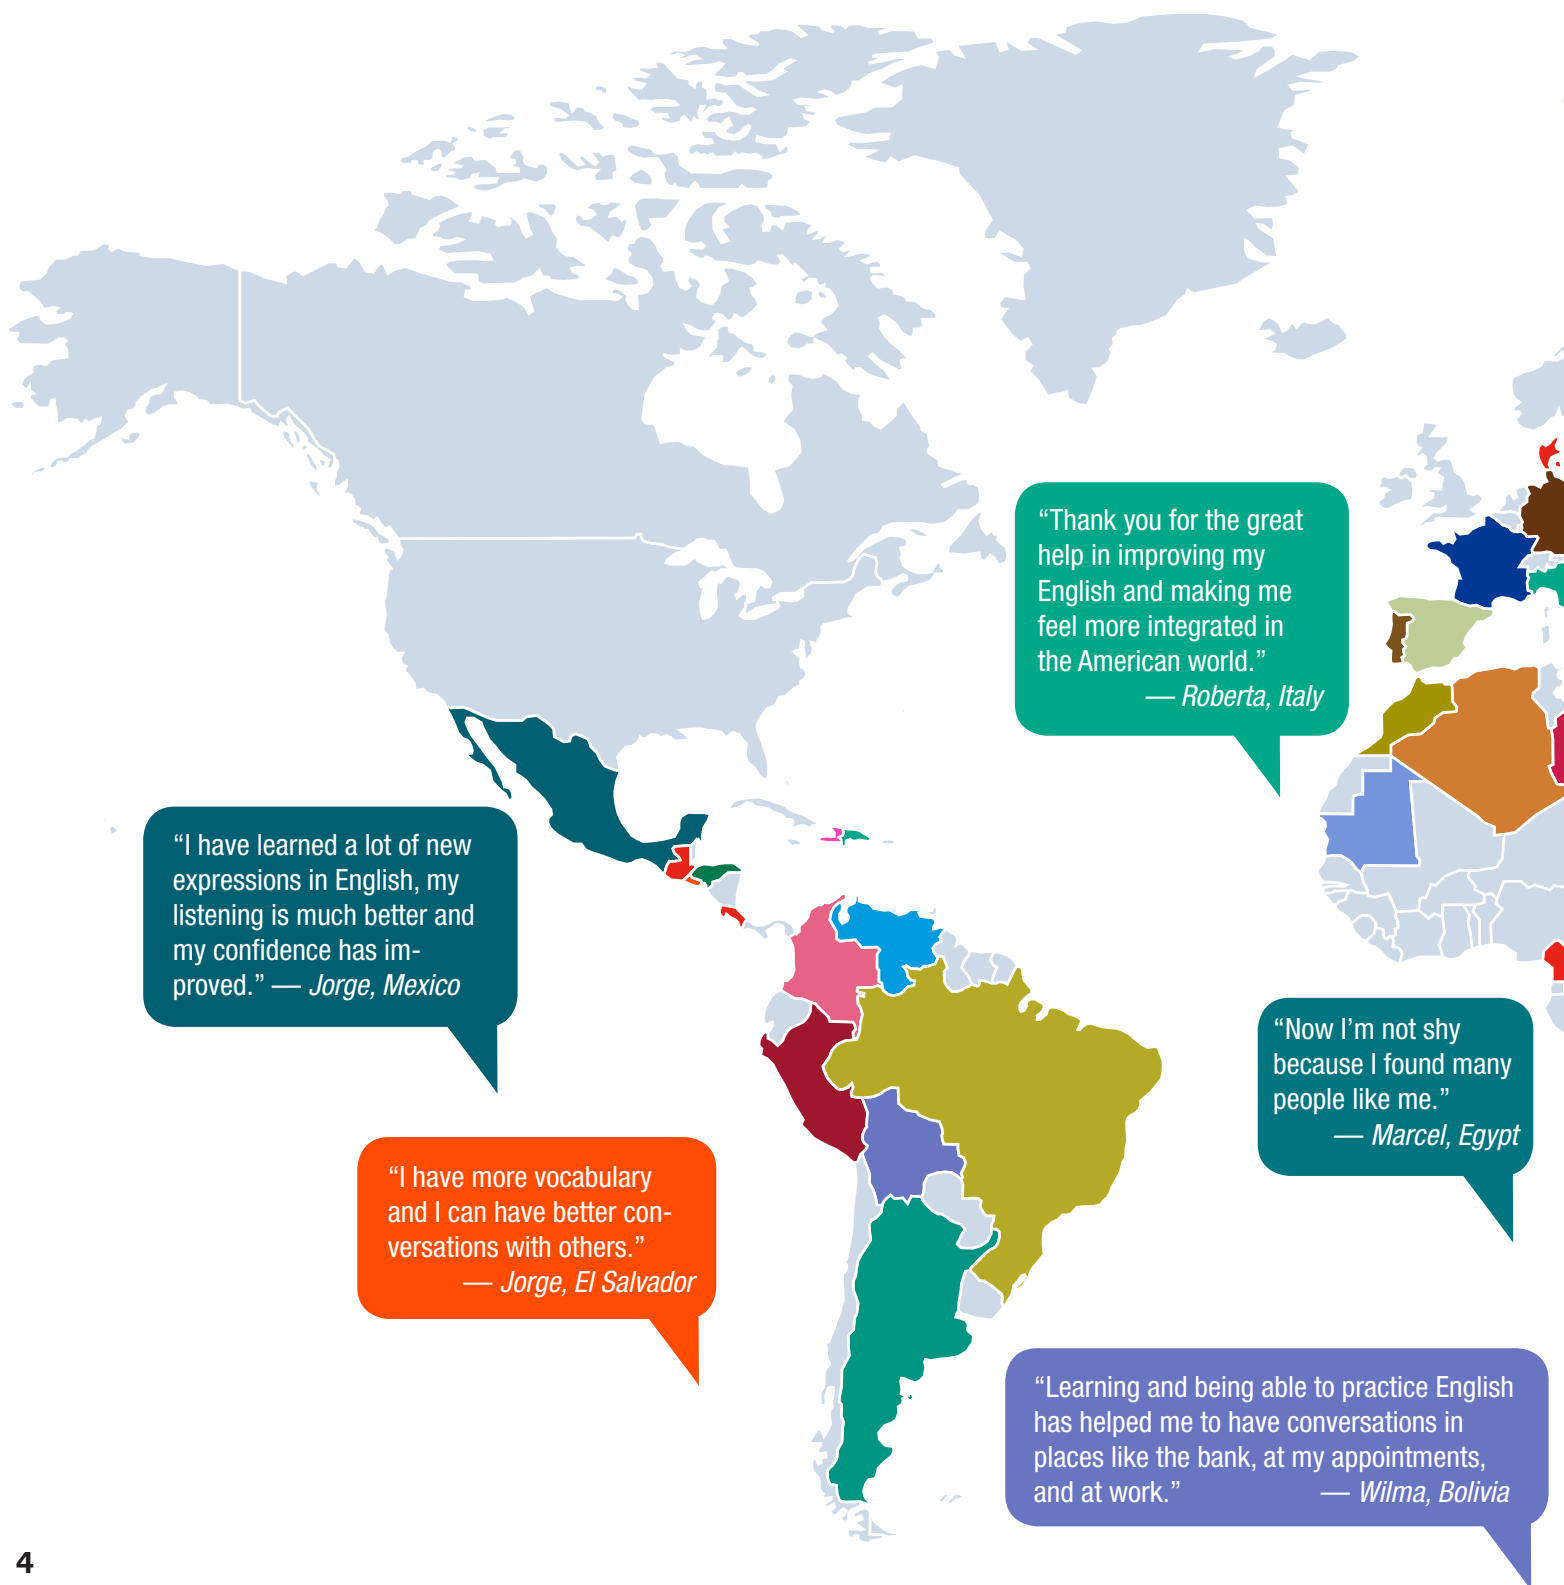 “Thank you for the great
help in improving my
English and making me
feel more integrated in
the American world.”
— Roberta, Italy
“I have learned a lot of new
expressions in English, my
listening is much better and
my confidence has im-
proved.” — Jorge, Mexico
“Now I’m not shy
because I found many
people like me.”
— Marcel, Egypt
“I have more vocabulary
and I can have better con-
versations with others.”
— Jorge, El Salvador
“Learning and being able to practice English
has helped me to have conversations in
places like the bank, at my appointments,
and at work.” — Wilma, Bolivia
4